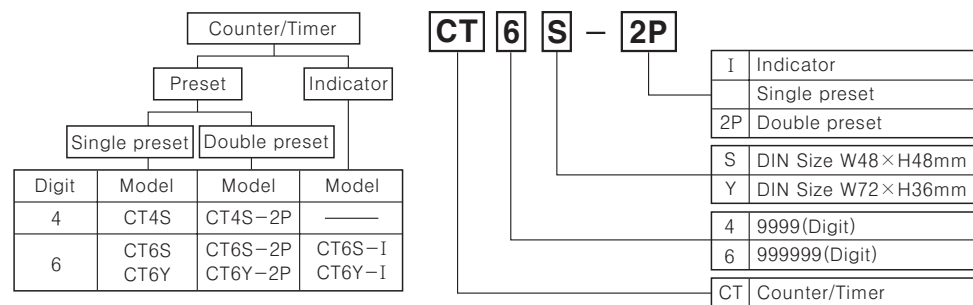 Counter/Timer
Preset Indicator
Single preset Double preset
Digit Model Model Model
4 CT4S CT4S-2P ———
6 CT6S CT6S-2P CT6S-I
CT6Y CT6Y-2P CT6Y-I
CT 6 S - 2P
I Indicator
Single preset
2P Double preset
S DIN Size W48×H48mm
Y DIN Size W72×H36mm
4 9999(Digit)
6 999999(Digit)
CT Counter/Timer